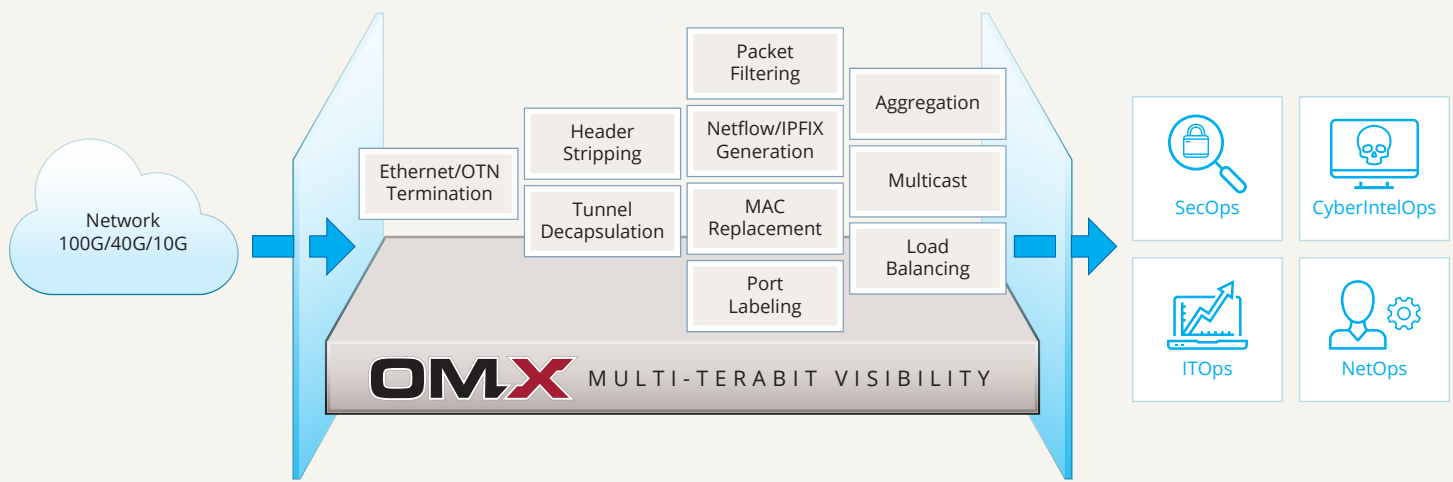 Network
100G/40G/10G
Ethernet/OTN
Termination
Header
Stripping
Tunnel
Decapsulation
Packet
Filtering
Netflow/IPFIX
Generation
MAC
Replacement
Port
Labeling
Aggregation
Multicast
Load
Balancing
OMX MULTI-TERABIT VISIBILITY
SecOps
CyberIntelOps
ITOps
NetOps